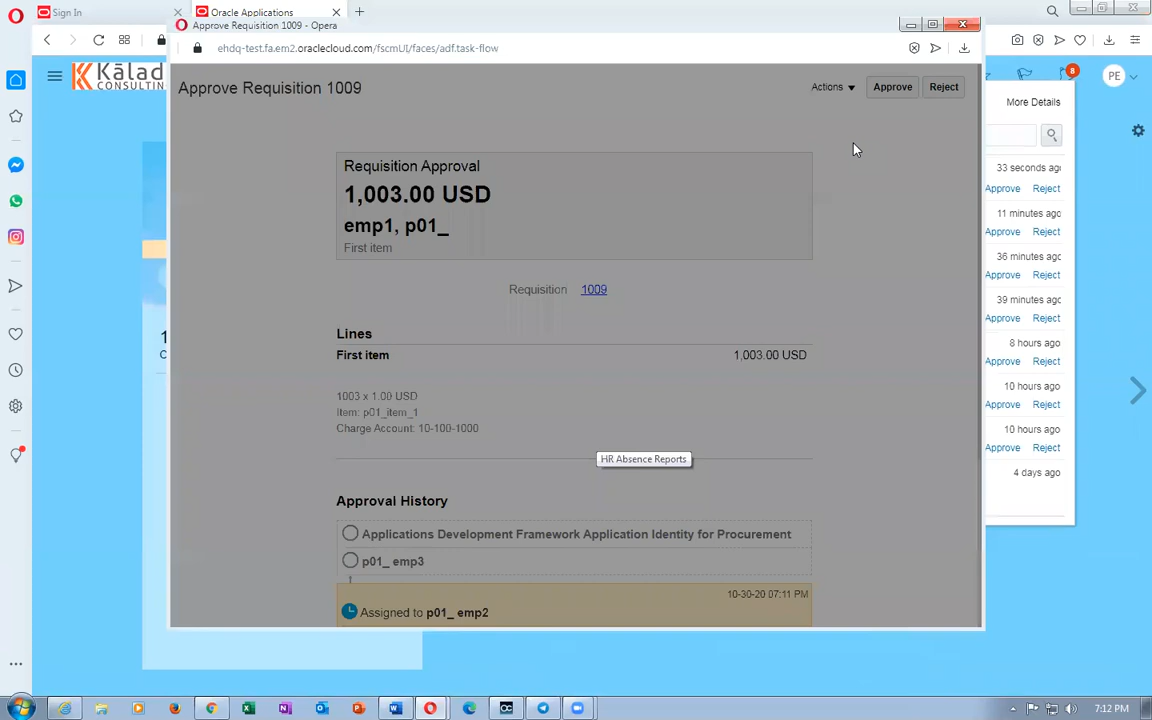 Sign In
Oracle Applications
Approve Requisition 1009 - Opera
ehdq-test.fa.em2.oraclecloud.com/fscmUI/faces/adf.task-flow
CONSULTING
8
PE
More Details
Approve Requisition 1009
Actions
Approve
Reject
Requisition Approval
1,003.00 USD
emp1, p01_
First item
Requisition 1009
Lines
First item 1,003.00 USD
1003 x 1.00 USD
Item: p01_item_1
Charge Account: 10-100-1000
HR Absence Reports
Approval History
Applications Development Framework Application Identity for Procurement
p01_ emp3
10-30-20 07:11 PM
Assigned to p01_ emp2
33 seconds ago
Approve Reject
11 minutes ago
Approve Reject
36 minutes ago
Approve Reject
39 minutes ago
Approve Reject
8 hours ago
Approve Reject
10 hours ago
Approve Reject
10 hours ago
Approve Reject
4 days ago
7:12 PM